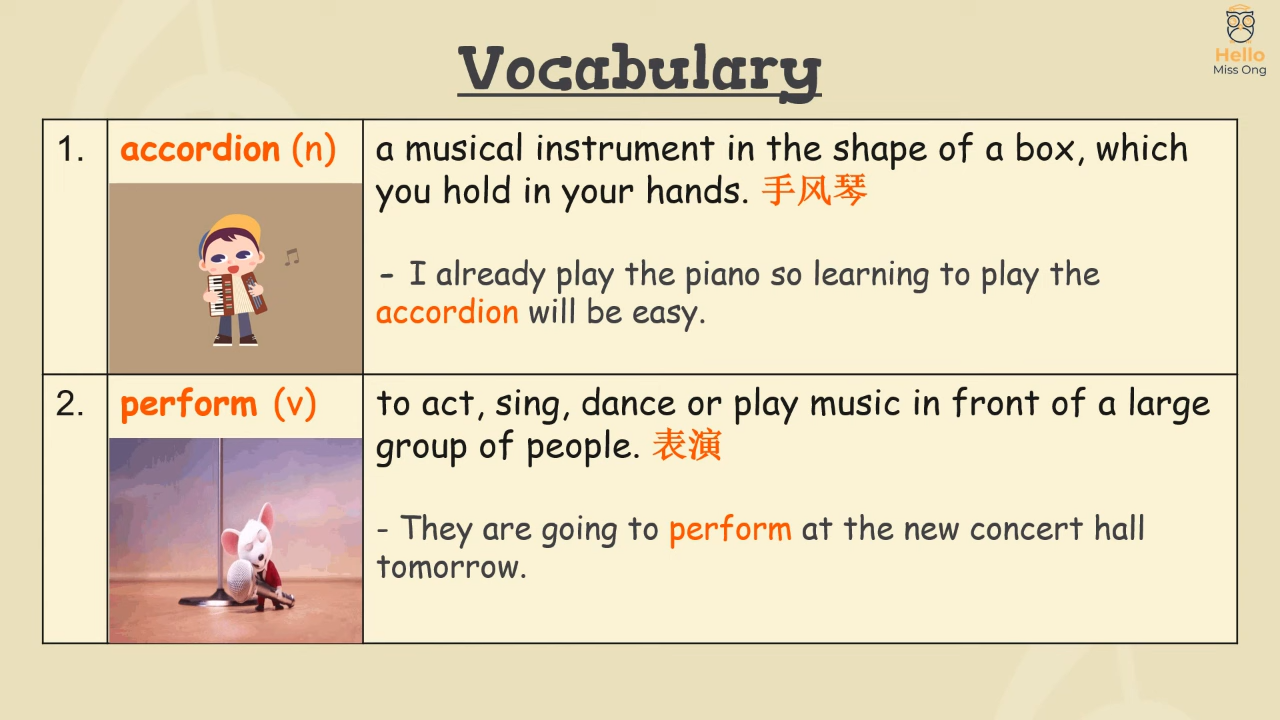 Vocabulary
Hello
Miss Ong
1.
accordion (n)
a musical instrument in the shape of a box, which
you hold in your hands. 手风琴
- I already play the piano so learning to play the
accordion will be easy.
2.
perform (v)
to act, sing, dance or play music in front of a large
group of people. 表演
- They are going to perform at the new concert hall
tomorrow.